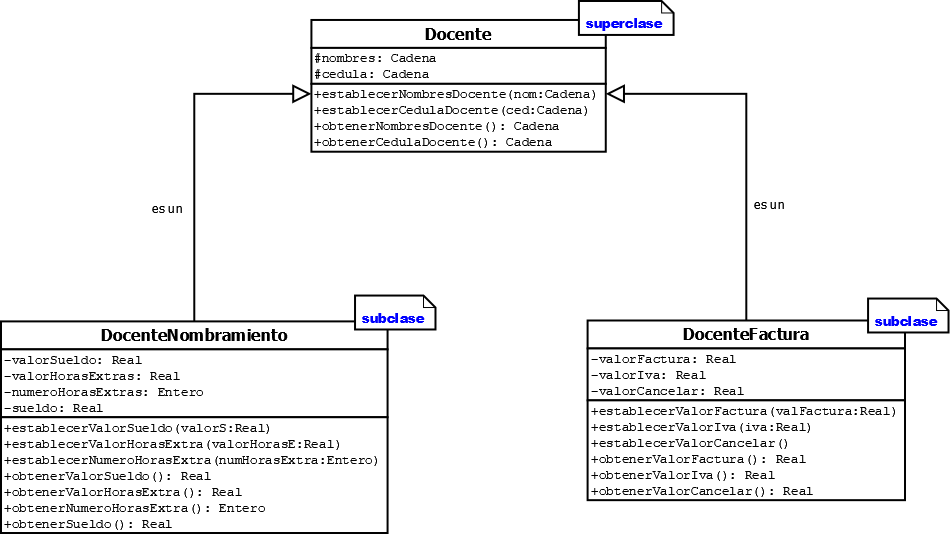 superclase
Docente
#nombres: Cadena
#cedula: Cadena
+establecerNombresDocente(nom:Cadena)
+establecerCedulaDocente(ced:Cadena)
+obtenerNombresDocente(): Cadena
+obtenerCedulaDocente(): Cadena
es un
es un
subclase
DocenteNombramiento
-valorSueldo: Real
-valorHorasExtras: Real
-numeroHorasExtras: Entero
-sueldo: Real
+establecerValorSueldo(valorS:Real)
+establecerValorHorasExtra(valorHorasE:Real)
+establecerNumeroHorasExtra(numHorasExtra:Entero)
+obtenerValorSueldo(): Real
+obtenerValorHorasExtra(): Real
+obtenerNumeroHorasExtra(): Entero
+obtenerSueldo(): Real
subclase
DocenteFactura
-valorFactura: Real
-valorIva: Real
-valorCancelar: Real
+establecerValorFactura(valFactura:Real)
+establecerValorIva(iva:Real)
+establecerValorCancelar()
+obtenerValorFactura(): Real
+obtenerValorIva(): Real
+obtenerValorCancelar(): Real